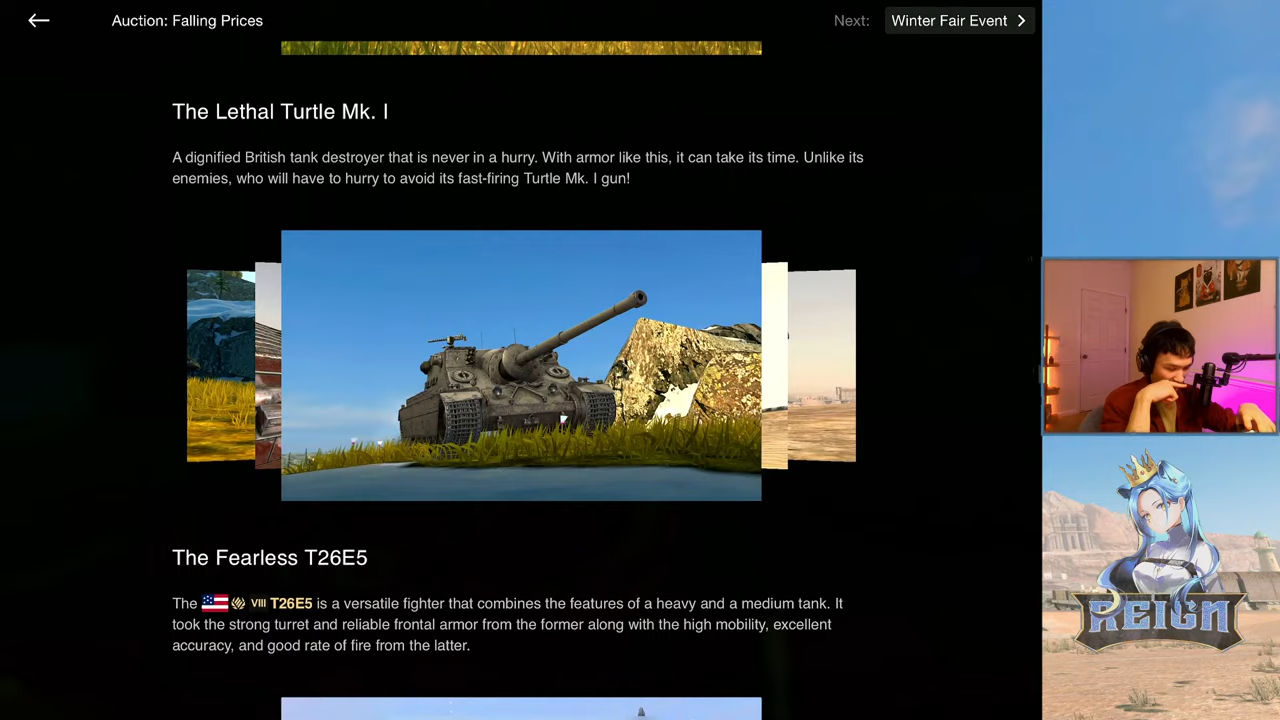 Auction: Falling Prices
Next:
Winter Fair Event
The Lethal Turtle Mk. I
A dignified British tank destroyer that is never in a hurry. With armor like this, it can take its time. Unlike its
enemies, who will have to hurry to avoid its fast-firing Turtle Mk. I gun!
The Fearless T26E5
The VIII T26E5 is a versatile fighter that combines the features of a heavy and a medium tank. It
took the strong turret and reliable frontal armor from the former along with the high mobility, excellent
accuracy, and good rate of fire from the latter.
REIGN